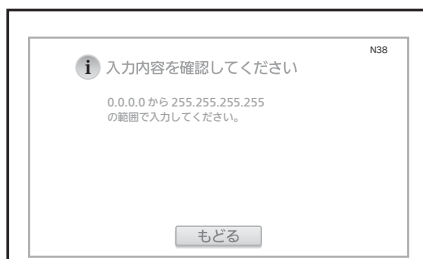 N38
i 入力内容を確認してください
0.0.0.0 から 255.255.255.255
の範囲で入力してください。
もどる